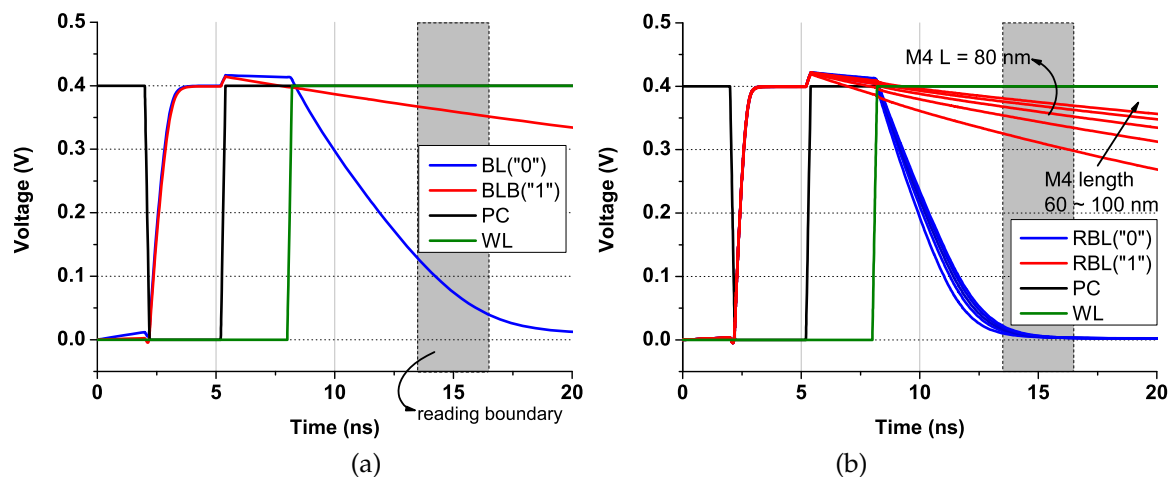 0.5
0.4
0.3
0.2
0.1
0.0
Voltage (V)
BL("0")
BLB("1")
PC
WL
0
5
10
15
20
reading boundary
Time (ns)
(a)
0.5
0.4
0.3
0.2
0.1
0.0
Voltage (V)
M4 L = 80 nm
M4 length
60 ~ 100 nm
RBL("0")
RBL("1")
PC
WL
0
5
10
15
20
Time (ns)
(b)